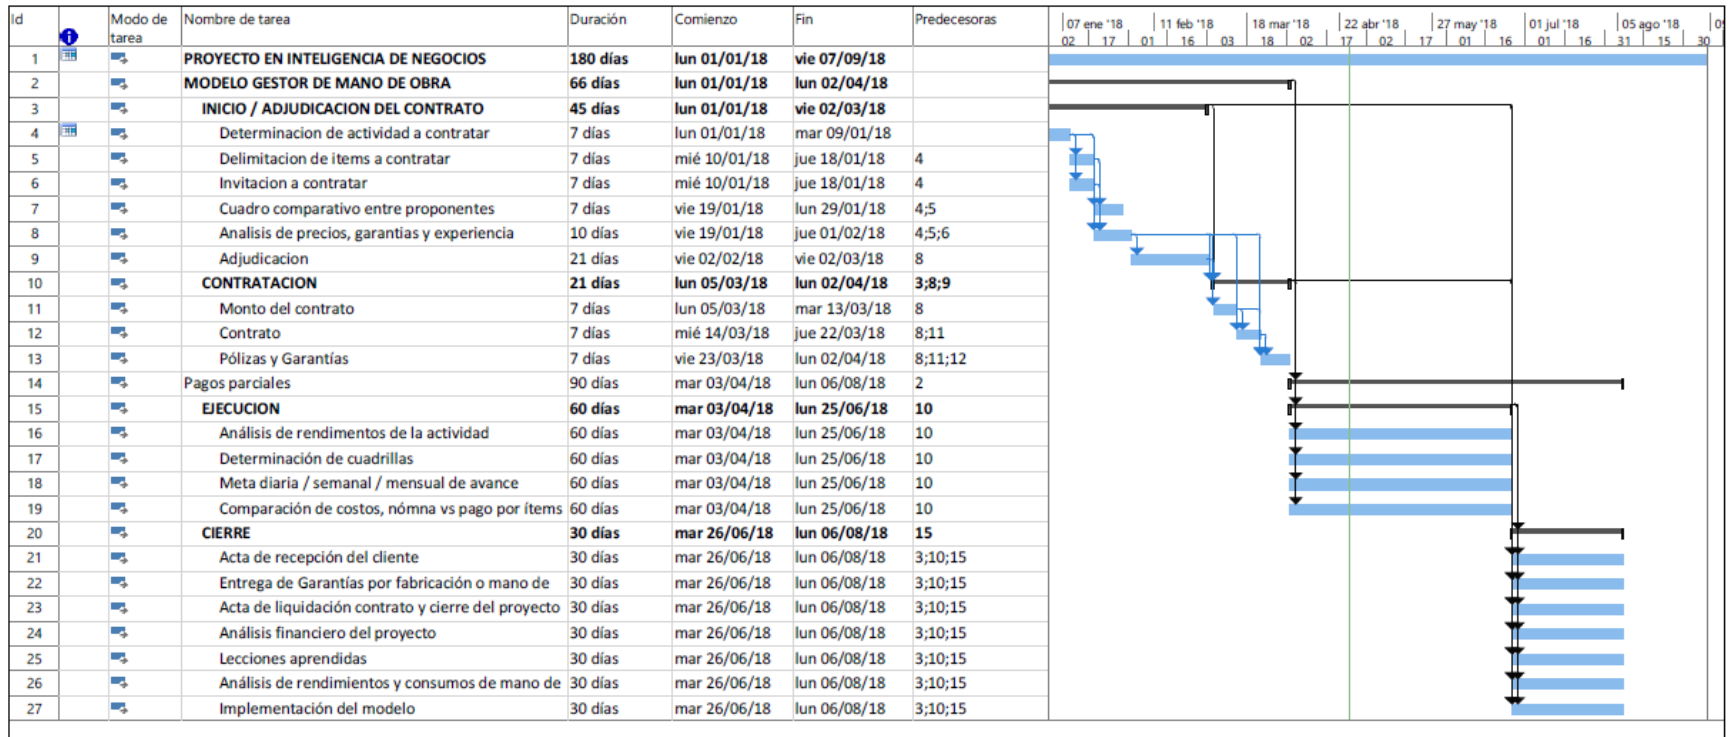 Id Modo de tarea Nombre de tarea Duración Comienzo Fin Predecesoras
07 ene '18 11 feb '18 18 mar '18 22 abr '18 27 may '18 01 jul '18 05 ago '18
02 17 01 16 03 18 02 17 02 17 01 16 01 16 31 15 30
1 PROYECTO EN INTELIGENCIA DE NEGOCIOS 180 días lun 01/01/18 vie 07/09/18
2 MODELO GESTOR DE MANO DE OBRA 66 días lun 01/01/18 lun 02/04/18
3 INICIO / ADJUDICACION DEL CONTRATO 45 días lun 01/01/18 vie 02/03/18
4 Determinacion de actividad a contratar 7 días lun 01/01/18 mar 09/01/18
5 Delimitacion de items a contratar 7 días mié 10/01/18 jue 18/01/18 4
6 Invitacion a contratar 7 días mié 10/01/18 jue 18/01/18 4
7 Cuadro comparativo entre proponentes 7 días vie 19/01/18 lun 29/01/18 4;5
8 Analisis de precios, garantias y experiencia 10 días vie 19/01/18 jue 01/02/18 4;5;6
9 Adjudicacion 21 días vie 02/02/18 vie 02/03/18 8
10 CONTRATACION 21 días lun 05/03/18 lun 02/04/18 3;8;9
11 Monto del contrato 7 días lun 05/03/18 mar 13/03/18 8
12 Contrato 7 días mié 14/03/18 jue 22/03/18 8;11
13 Pólizas y Garantías 7 días vie 23/03/18 lun 02/04/18 8;11;12
14 Pagos parciales 90 días mar 03/04/18 lun 06/08/18 2
15 EJECUCION 60 días mar 03/04/18 lun 25/06/18 10
16 Análisis de rendimentos de la actividad 60 días mar 03/04/18 lun 25/06/18 10
17 Determinación de cuadrillas 60 días mar 03/04/18 lun 25/06/18 10
18 Meta diaria / semanal / mensual de avance 60 días mar 03/04/18 lun 25/06/18 10
19 Comparación de costos, nómna vs pago por ítems 60 días mar 03/04/18 lun 25/06/18 10
20 CIERRE 30 días mar 26/06/18 lun 06/08/18 15
21 Acta de recepción del cliente 30 días mar 26/06/18 lun 06/08/18 3;10;15
22 Entrega de Garantías por fabricación o mano de 30 días mar 26/06/18 lun 06/08/18 3;10;15
23 Acta de liquidación contrato y cierre del proyecto 30 días mar 26/06/18 lun 06/08/18 3;10;15
24 Análisis financiero del proyecto 30 días mar 26/06/18 lun 06/08/18 3;10;15
25 Lecciones aprendidas 30 días mar 26/06/18 lun 06/08/18 3;10;15
26 Análisis de rendimientos y consumos de mano de 30 días mar 26/06/18 lun 06/08/18 3;10;15
27 Implementación del modelo 30 días mar 26/06/18 lun 06/08/18 3;10;15